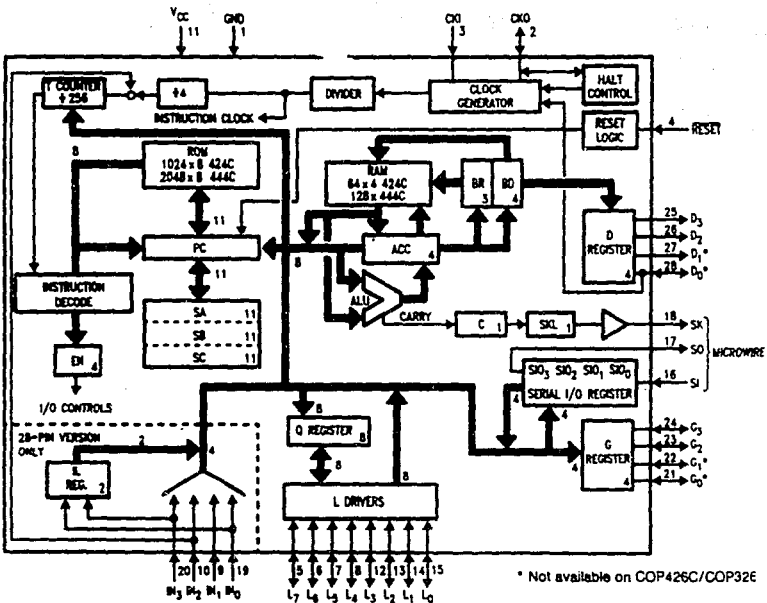 VCC GND CKI CKO
11 1 3 2
T COUNTER
÷256
÷4
DIVIDER
CLOCK
GENERATOR
HALT
CONTROL
INSTRUCTION CLOCK
RESET
LOGIC
4 RESET
8
ROM
1024 x 8 424C
2048 x 8 444C
RAM
64 x 4 424C
128 x 444C
BR
3
BD
4
11
PC
8
ACC
4
D
REGISTER
4
25 D3
26 D2
27 D1*
28 D0*
11
INSTRUCTION
DECODE
ALU
SA 11
SB 11
SC 11
CARRY
C 1
SKL 1
18 SK
17 SO
16 SI
MICROWIRE
EN 4
I/O CONTROLS
SIO3 SIO2 SIO1 SIO0
SERIAL I/O REGISTER
4 4
28-PIN VERSION
ONLY
2
4
IL
REG. 2
8
Q REGISTER
8
8
8
L DRIVERS
4
G
REGISTER
4
24 G3
23 G2
22 G1*
21 G0*
20 10 9 19
IN3 IN2 IN1 IN0
5 6 7 8 12 13 14 15
L7 L6 L5 L4 L3 L2 L1 L0
* Not available on COP426C/COP326